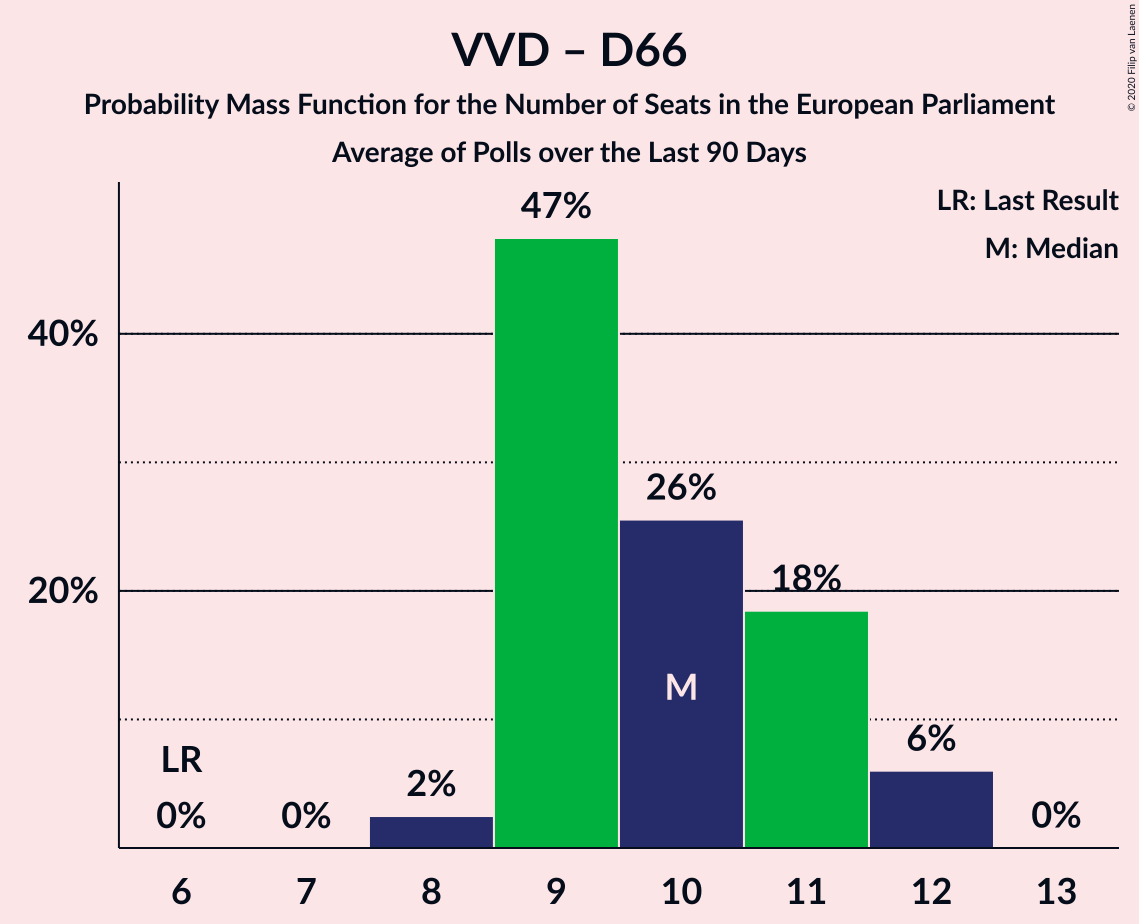 VVD – D66
Probability Mass Function for the Number of Seats in the European Parliament
Average of Polls over the Last 90 Days
© 2020 Filip van Laenen
LR: Last Result
M: Median
47%
40%
26%
20%
18%
M
LR
6%
2%
0%
0%
0%
6
7
8
9
10
11
12
13